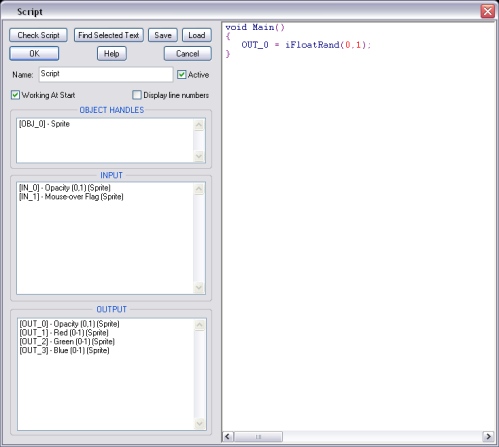 Script
Check Script
Find Selected Text
Save
Load
OK
Help
Cancel
Name: Script
Active
Working At Start
Display line numbers
OBJECT HANDLES
[OBJ_0] - Sprite
INPUT
[IN_0] - Opacity (0,1) (Sprite)
[IN_1] - Mouse-over Flag (Sprite)
OUTPUT
[OUT_0] - Opacity (0,1) (Sprite)
[OUT_1] - Red (0-1) (Sprite)
[OUT_2] - Green (0-1) (Sprite)
[OUT_3] - Blue (0-1) (Sprite)
void Main()
{
OUT_0 = iFloatRand(0,1);
}